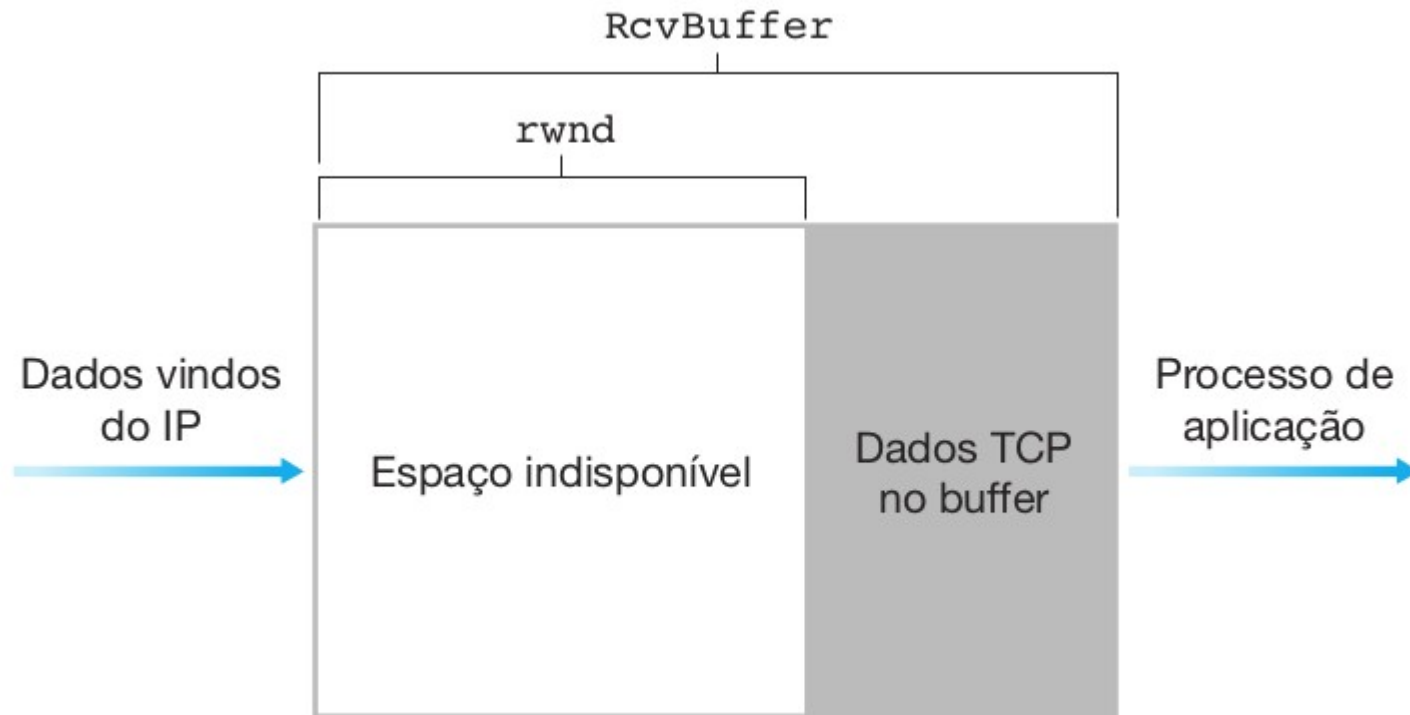 RcvBuffer
rwnd
Dados vindos
do IP
Espaço indisponível
Dados TCP
no buffer
Processo de
aplicação